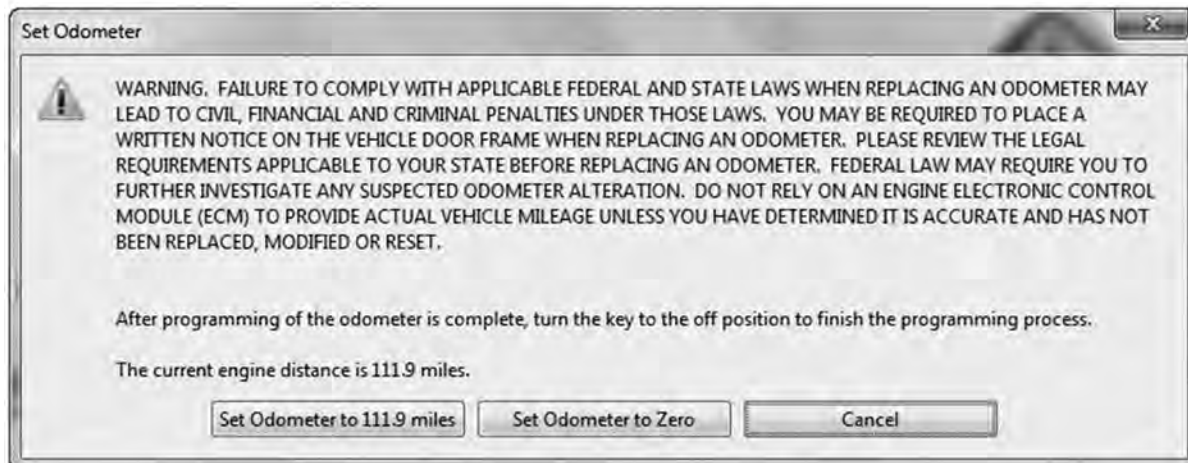 Set Odometer
WARNING. FAILURE TO COMPLY WITH APPLICABLE FEDERAL AND STATE LAWS WHEN REPLACING AN ODOMETER MAY
LEAD TO CIVIL, FINANCIAL AND CRIMINAL PENALTIES UNDER THOSE LAWS. YOU MAY BE REQUIRED TO PLACE A
WRITTEN NOTICE ON THE VEHICLE DOOR FRAME WHEN REPLACING AN ODOMETER. PLEASE REVIEW THE LEGAL
REQUIREMENTS APPLICABLE TO YOUR STATE BEFORE REPLACING AN ODOMETER. FEDERAL LAW MAY REQUIRE YOU TO
FURTHER INVESTIGATE ANY SUSPECTED ODOMETER ALTERATION. DO NOT RELY ON AN ENGINE ELECTRONIC CONTROL
MODULE (ECM) TO PROVIDE ACTUAL VEHICLE MILEAGE UNLESS YOU HAVE DETERMINED IT IS ACCURATE AND HAS NOT
BEEN REPLACED, MODIFIED OR RESET.
After programming of the odometer is complete, turn the key to the off position to finish the programming process.
The current engine distance is 111.9 miles.
Set Odometer to 111.9 miles Set Odometer to Zero Cancel